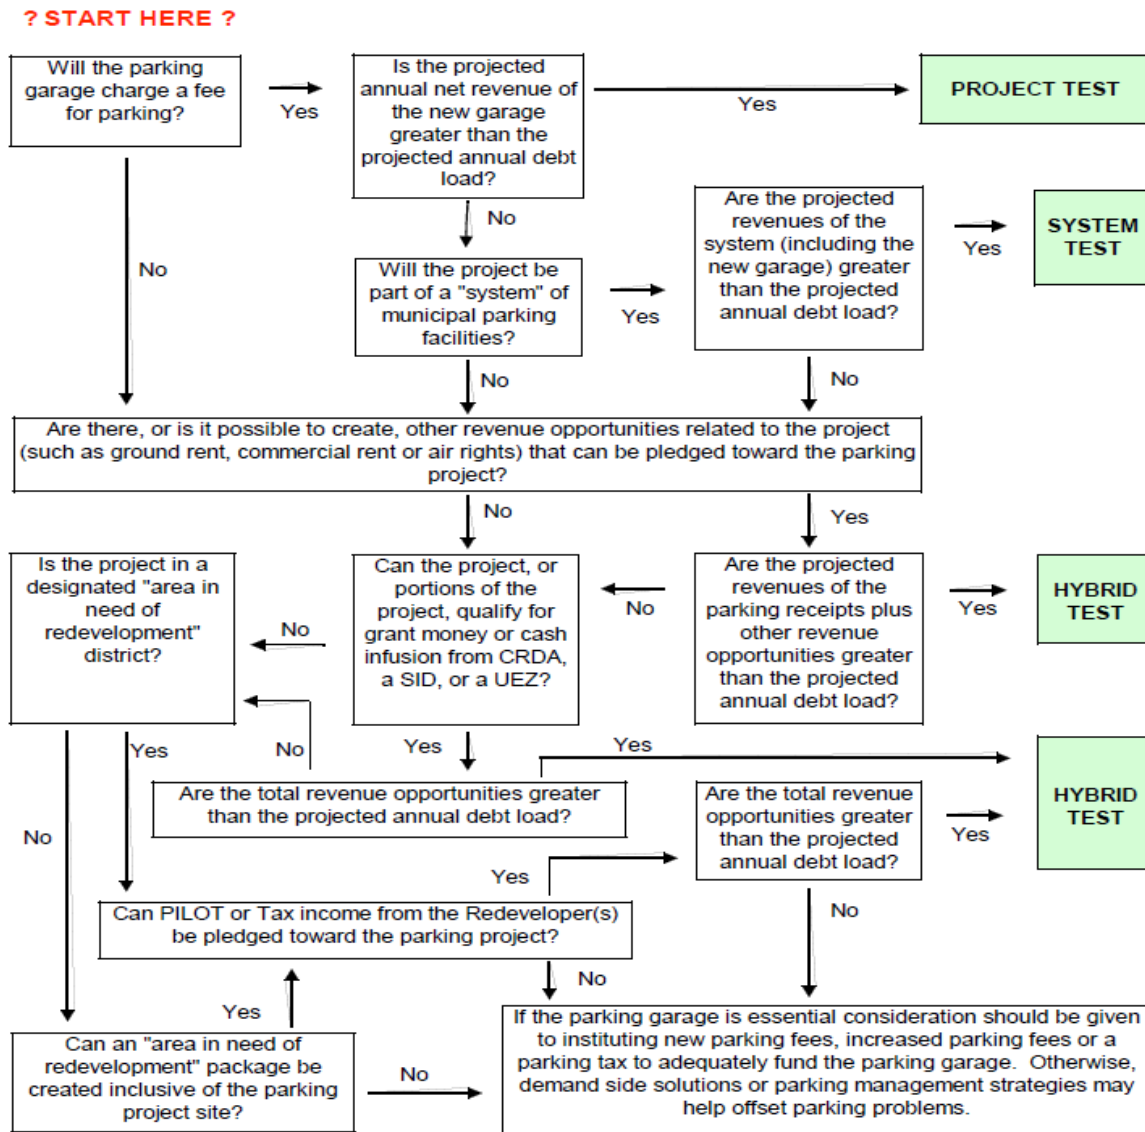 ? START HERE ?
Will the parking
garage charge a fee
for parking?
Yes
Is the projected
annual net revenue of
the new garage
greater than the
projected annual debt
load?
Yes
PROJECT TEST
No
No
Will the project be
part of a "system" of
municipal parking
facilities?
Yes
Are the projected
revenues of the
system (including the
new garage) greater
than the projected
annual debt load?
Yes
SYSTEM
TEST
No
No
Are there, or is it possible to create, other revenue opportunities related to the project
(such as ground rent, commercial rent or air rights) that can be pledged toward the parking
project?
No
Yes
Is the project in a
designated "area in
need of
redevelopment"
district?
No
Can the project, or
portions of the
project, qualify for
grant money or cash
infusion from CRDA,
a SID, or a UEZ?
No
Are the projected
revenues of the
parking receipts plus
other revenue
opportunities greater
than the projected
annual debt load?
Yes
HYBRID
TEST
No
Yes
No
Yes
Yes
Are the total revenue opportunities greater
than the projected annual debt load?
Are the total revenue
opportunities greater
than the projected
annual debt load?
Yes
HYBRID
TEST
Yes
Can PILOT or Tax income from the Redeveloper(s)
be pledged toward the parking project?
No
No
Yes
Can an "area in need of
redevelopment" package be
created inclusive of the parking
project site?
No
If the parking garage is essential consideration should be given
to instituting new parking fees, increased parking fees or a
parking tax to adequately fund the parking garage.  Otherwise,
demand side solutions or parking management strategies may
help offset parking problems.